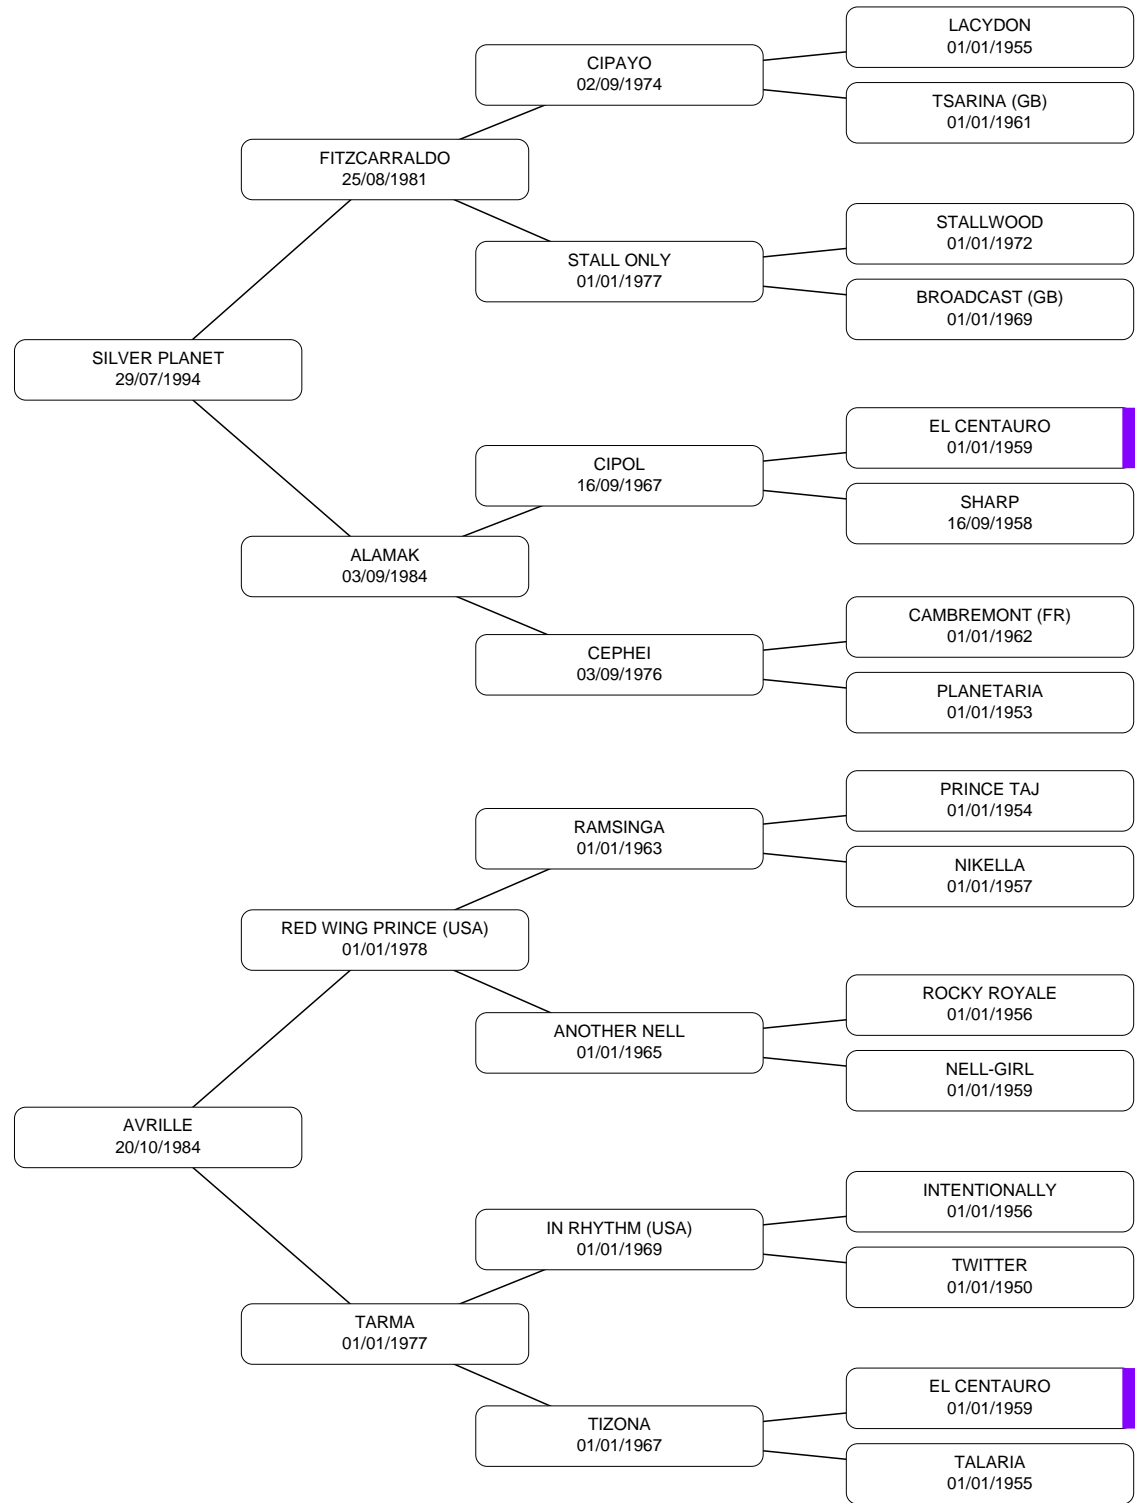 LACYDON
01/01/1955
CIPAYO
02/09/1974
TSARINA (GB)
01/01/1961
FITZCARRALDO
25/08/1981
STALLWOOD
01/01/1972
STALL ONLY
01/01/1977
BROADCAST (GB)
01/01/1969
SILVER PLANET
29/07/1994
EL CENTAURO
01/01/1959
CIPOL
16/09/1967
SHARP
16/09/1958
ALAMAK
03/09/1984
CAMBREMONT (FR)
01/01/1962
CEPHEI
03/09/1976
PLANETARIA
01/01/1953
PRINCE TAJ
01/01/1954
RAMSINGA
01/01/1963
NIKELLA
01/01/1957
RED WING PRINCE (USA)
01/01/1978
ROCKY ROYALE
01/01/1956
ANOTHER NELL
01/01/1965
NELL-GIRL
01/01/1959
AVRILLE
20/10/1984
INTENTIONALLY
01/01/1956
IN RHYTHM (USA)
01/01/1969
TWITTER
01/01/1950
TARMA
01/01/1977
EL CENTAURO
01/01/1959
TIZONA
01/01/1967
TALARIA
01/01/1955